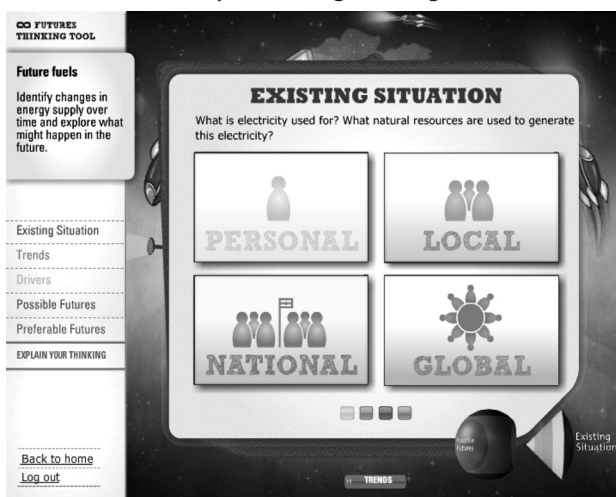 ∞ FUTURES
THINKING TOOL
Future fuels
Identify changes in
energy supply over
time and explore what
might happen in the
future.
Existing Situation
Trends
Drivers
Possible Futures
Preferable Futures
EXPLAIN YOUR THINKING
Back to home
Log out
EXISTING SITUATION
What is electricity used for? What natural resources are used to generate
this electricity?
PERSONAL
LOCAL
NATIONAL
GLOBAL
Possible
Futures
Existing
Situation
TRENDS